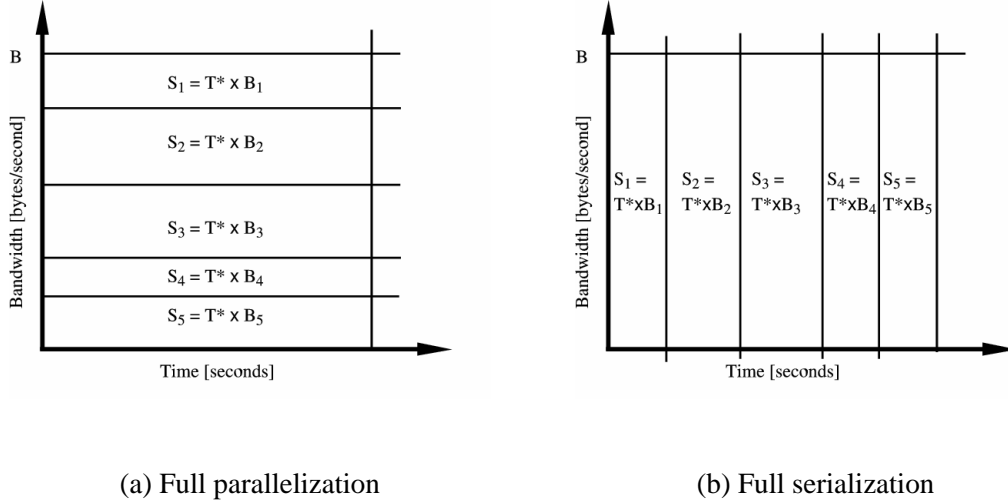 B
Bandwidth [bytes/second]
S₁ = T* x B₁
S₂ = T* x B₂
S₃ = T* x B₃
S₄ = T* x B₄
S₅ = T* x B₅
Time [seconds]
(a) Full parallelization
B
Bandwidth [bytes/second]
S₁ =
T*xB₁
S₂ =
T*xB₂
S₃ =
T*xB₃
S₄ =
T*xB₄
S₅ =
T*xB₅
Time [seconds]
(b) Full serialization